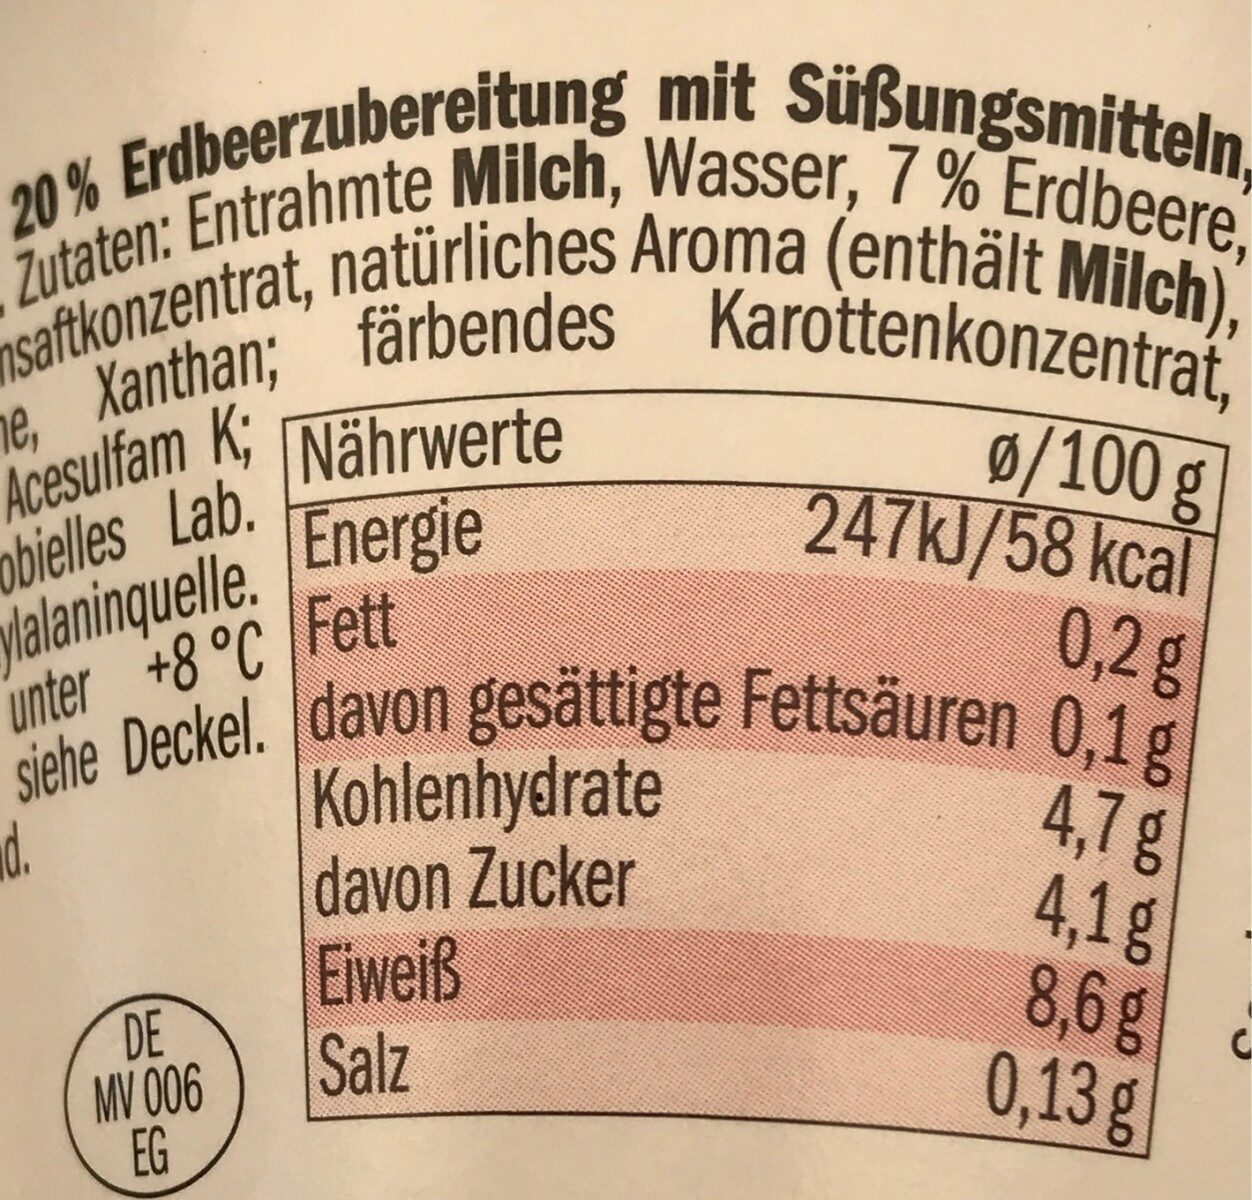 20 % Erdbeerzubereitung mit Süßungsmitteln,
. Zutaten: Entrahmte Milch, Wasser, 7 % Erdbeere,
nsaftkonzentrat, natürliches Aroma (enthält Milch),
ne, Xanthan; färbendes Karottenkonzentrat,
Acesulfam K;
obielles Lab.
ylalaninquelle.
unter +8 °C
siehe Deckel.
nd.
Nährwerte ø/100 g
Energie 247kJ/58 kcal
Fett 0,2 g
davon gesättigte Fettsäuren 0,1 g
Kohlenhydrate 4,7 g
davon Zucker 4,1 g
Eiweiß 8,6 g
Salz 0,13 g
DE
MV 006
EG